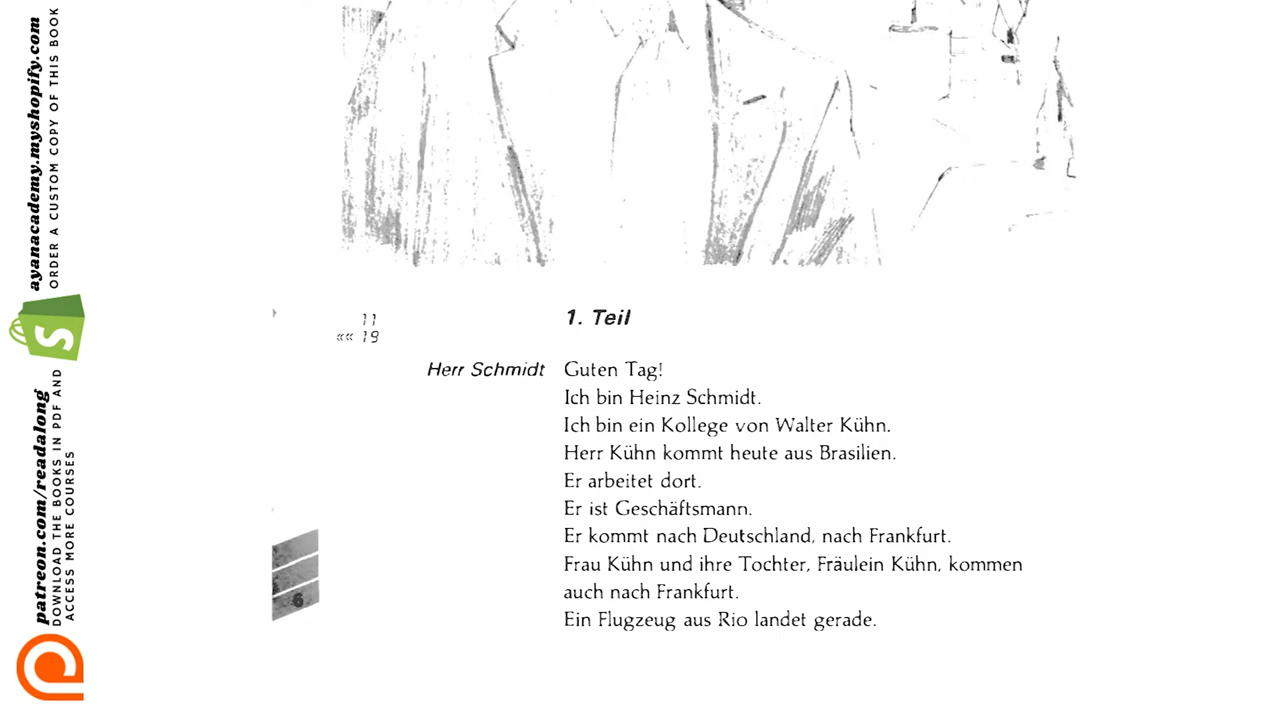 ayanacademy.myshopify.com
ORDER A CUSTOM COPY OF THIS BOOK
patreon.com/readalong
DOWNLOAD THE BOOKS IN PDF AND
ACCESS MORE COURSES
11
«« 19
1. Teil
Herr Schmidt Guten Tag!
Ich bin Heinz Schmidt.
Ich bin ein Kollege von Walter Kühn.
Herr Kühn kommt heute aus Brasilien.
Er arbeitet dort.
Er ist Geschäftsmann.
Er kommt nach Deutschland, nach Frankfurt.
Frau Kühn und ihre Tochter, Fräulein Kühn, kommen
auch nach Frankfurt.
Ein Flugzeug aus Rio landet gerade.
6